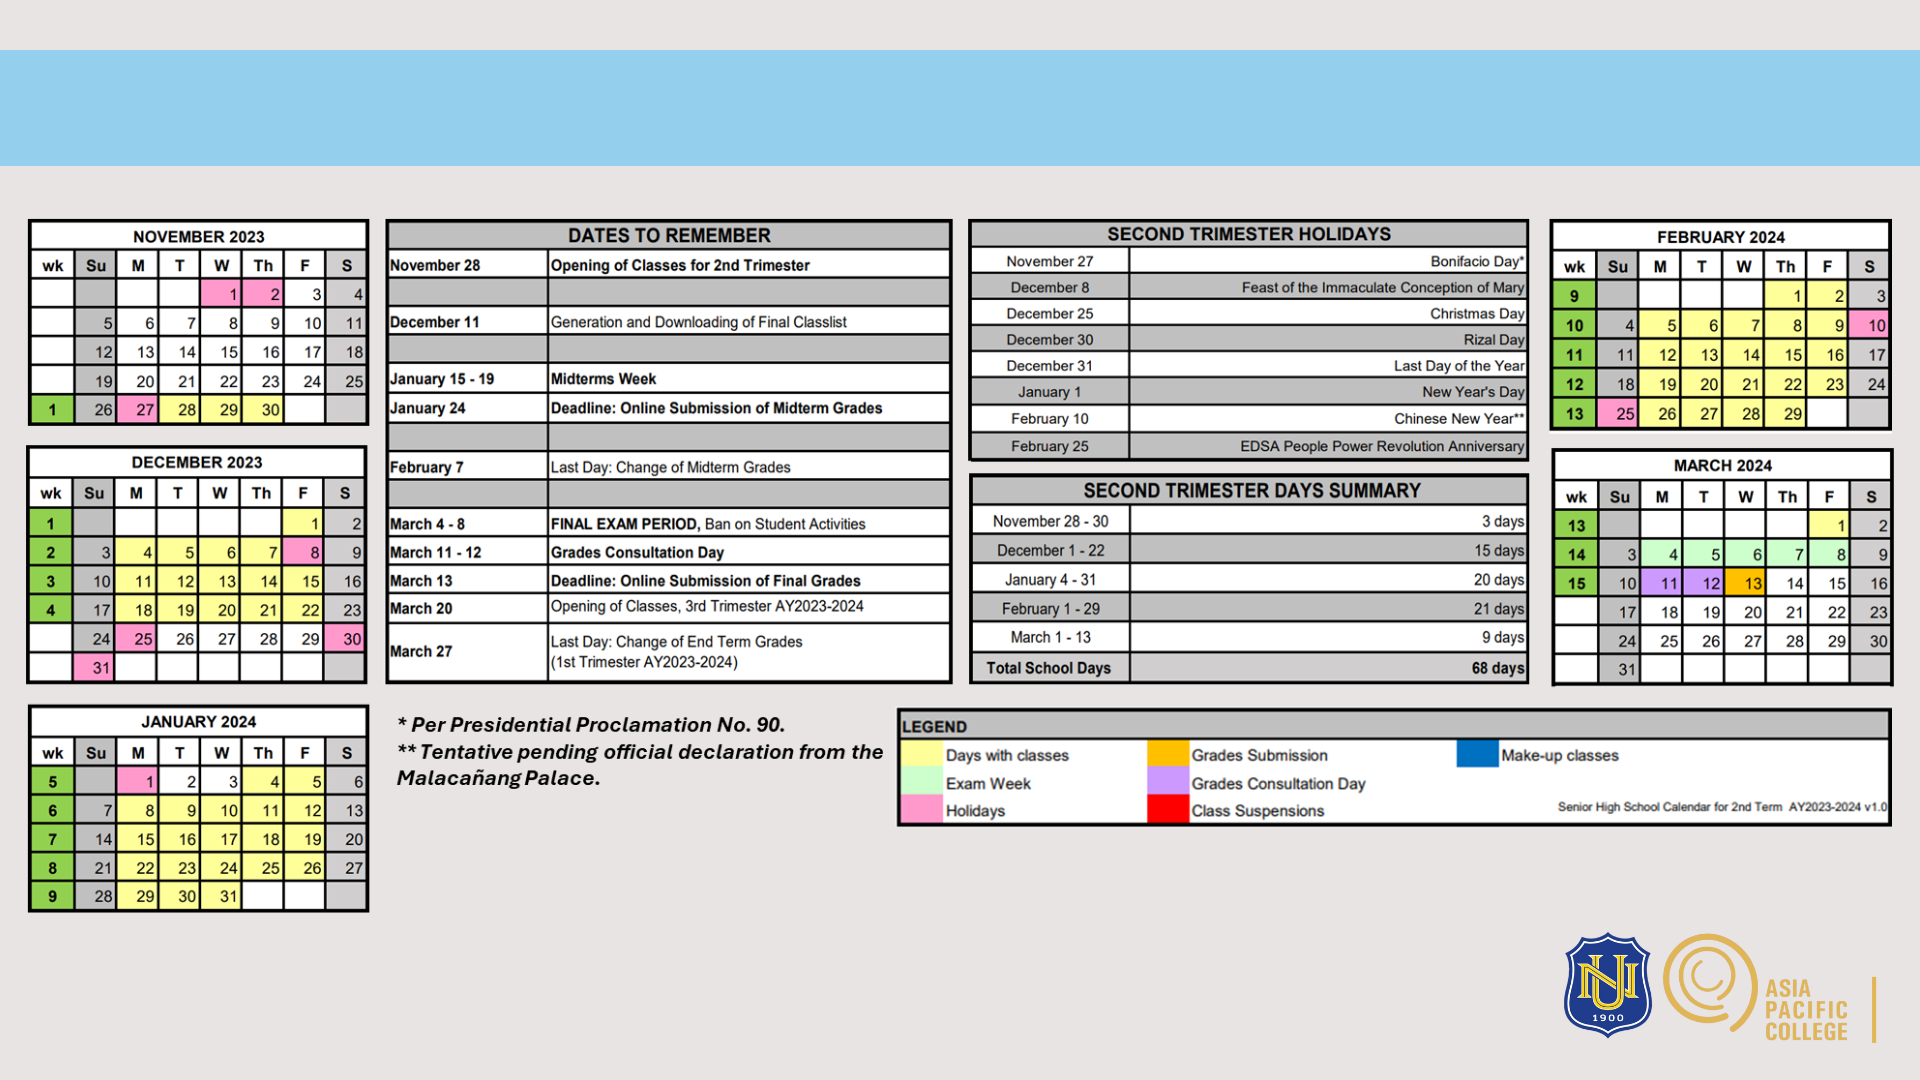 NOVEMBER 2023
wk Su M T W Th F S
1 2 3 4
5 6 7 8 9 10 11
12 13 14 15 16 17 18
19 20 21 22 23 24 25
1 26 27 28 29 30
DECEMBER 2023
wk Su M T W Th F S
1 1 2
2 3 4 5 6 7 8 9
3 10 11 12 13 14 15 16
4 17 18 19 20 21 22 23
24 25 26 27 28 29 30
31
JANUARY 2024
wk Su M T W Th F S
5 1 2 3 4 5 6
6 7 8 9 10 11 12 13
7 14 15 16 17 18 19 20
8 21 22 23 24 25 26 27
9 28 29 30 31
DATES TO REMEMBER
November 28 Opening of Classes for 2nd Trimester
December 11 Generation and Downloading of Final Classlist
January 15 - 19 Midterms Week
January 24 Deadline: Online Submission of Midterm Grades
February 7 Last Day: Change of Midterm Grades
March 4 - 8 FINAL EXAM PERIOD, Ban on Student Activities
March 11 - 12 Grades Consultation Day
March 13 Deadline: Online Submission of Final Grades
March 20 Opening of Classes, 3rd Trimester AY2023-2024
March 27 Last Day: Change of End Term Grades
(1st Trimester AY2023-2024)
* Per Presidential Proclamation No. 90.
** Tentative pending official declaration from the
Malacañang Palace.
SECOND TRIMESTER HOLIDAYS
November 27 Bonifacio Day*
December 8 Feast of the Immaculate Conception of Mary
December 25 Christmas Day
December 30 Rizal Day
December 31 Last Day of the Year
January 1 New Year's Day
February 10 Chinese New Year**
February 25 EDSA People Power Revolution Anniversary
SECOND TRIMESTER DAYS SUMMARY
November 28 - 30 3 days
December 1 - 22 15 days
January 4 - 31 20 days
February 1 - 29 21 days
March 1 - 13 9 days
Total School Days 68 days
FEBRUARY 2024
wk Su M T W Th F S
9 1 2 3
10 4 5 6 7 8 9 10
11 11 12 13 14 15 16 17
12 18 19 20 21 22 23 24
13 25 26 27 28 29
MARCH 2024
wk Su M T W Th F S
13 1 2
14 3 4 5 6 7 8 9
15 10 11 12 13 14 15 16
17 18 19 20 21 22 23
24 25 26 27 28 29 30
31
LEGEND
Days with classes Grades Submission Make-up classes
Exam Week Grades Consultation Day
Holidays Class Suspensions
Senior High School Calendar for 2nd Term AY2023-2024 v1.0
NU
1900
ASIA
PACIFIC
COLLEGE